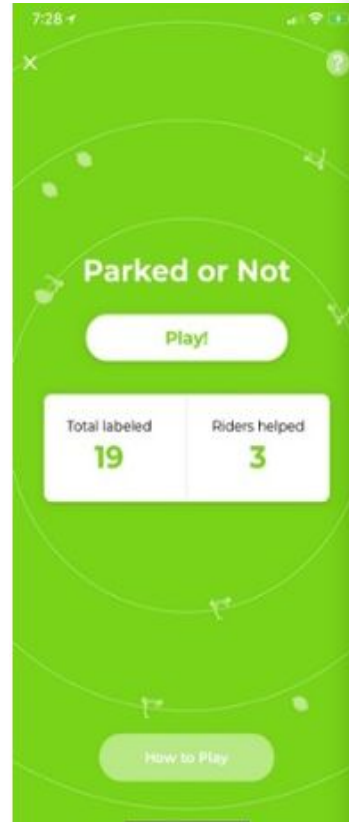 7:28
×
?
Parked or Not
Play!
Total labeled Riders helped
19 3
How to Play